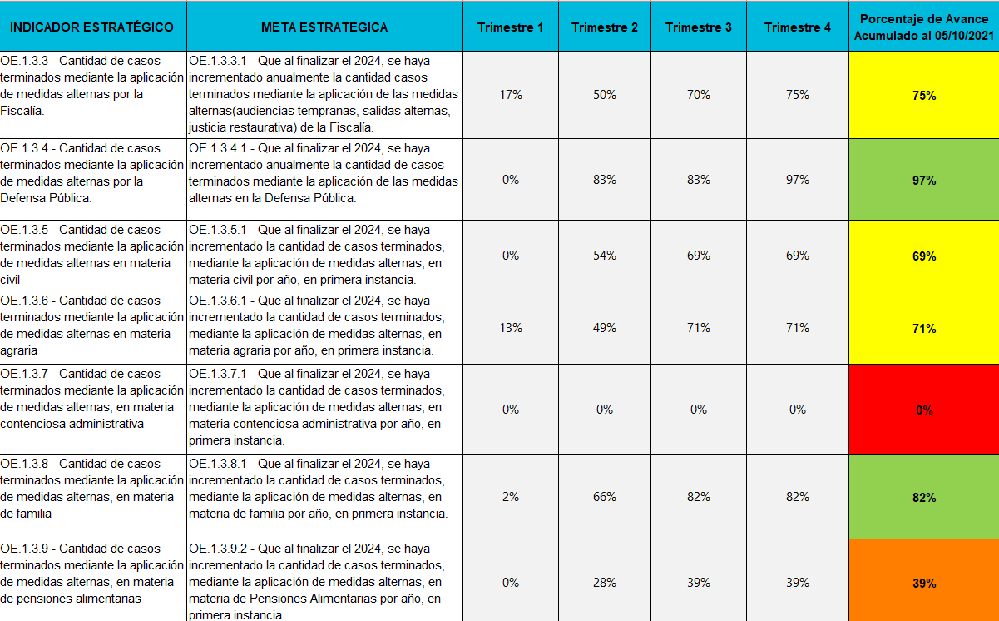 INDICADOR ESTRATÉGICO
META ESTRATEGICA
Trimestre 1
Trimestre 2
Trimestre 3
Trimestre 4
Porcentaje de Avance
Acumulado al 05/10/2021
OE.1.3.3 - Cantidad de casos
terminados mediante la aplicación
de medidas alternas por la
Fiscalía.
OE.1.3.3.1 - Que al finalizar el 2024, se haya
incrementado anualmente la cantidad casos
terminados mediante la aplicación de las medidas
alternas(audiencias tempranas, salidas alternas,
justicia restaurativa) de la Fiscalía.
17%
50%
70%
75%
75%
OE.1.3.4 - Cantidad de casos
terminados mediante la aplicación
de medidas alternas por la
Defensa Pública.
OE.1.3.4.1 - Que al finalizar el 2024, se haya
incrementado anualmente la cantidad de casos
terminados mediante la aplicación de las medidas
alternas en la Defensa Pública.
0%
83%
83%
97%
97%
OE.1.3.5 - Cantidad de casos
terminados mediante la aplicación
de medidas alternas en materia
civil
OE.1.3.5.1 - Que al finalizar el 2024, se haya
incrementado la cantidad de casos terminados,
mediante la aplicación de medidas alternas, en
materia civil por año, en primera instancia.
0%
54%
69%
69%
69%
OE.1.3.6 - Cantidad de casos
terminados mediante la aplicación
de medidas alternas en materia
agraria
OE.1.3.6.1 - Que al finalizar el 2024, se haya
incrementado la cantidad de casos terminados,
mediante la aplicación de medidas alternas, en
materia agraria por año, en primera instancia.
13%
49%
71%
71%
71%
OE.1.3.7 - Cantidad de casos
terminados mediante la aplicación
de medidas alternas, en materia
contenciosa administrativa
OE.1.3.7.1 - Que al finalizar el 2024, se haya
incrementado la cantidad de casos terminados,
mediante la aplicación de medidas alternas, en
materia contenciosa administrativa por año, en
primera instancia.
0%
0%
0%
0%
0%
OE.1.3.8 - Cantidad de casos
terminados mediante la aplicación
de medidas alternas, en materia
de familia
OE.1.3.8.1 - Que al finalizar el 2024, se haya
incrementado la cantidad de casos terminados,
mediante la aplicación de medidas alternas, en
materia de familia por año, en primera instancia.
2%
66%
82%
82%
82%
OE.1.3.9 - Cantidad de casos
terminados mediante la aplicación
de medidas alternas, en materia
de pensiones alimentarias
OE.1.3.9.2 - Que al finalizar el 2024, se haya
incrementado la cantidad de casos terminados,
mediante la aplicación de medidas alternas, en
materia de Pensiones Alimentarias por año, en
primera instancia.
0%
28%
39%
39%
39%